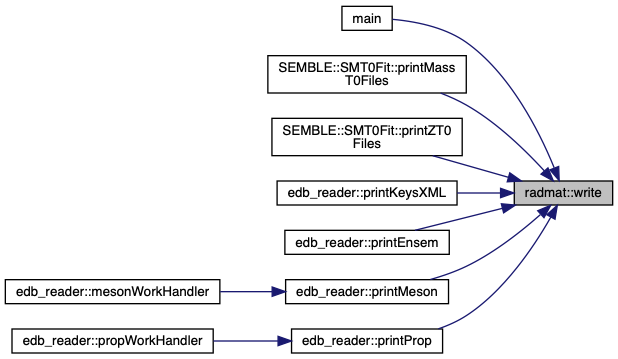 main
SEMBLE::SMT0Fit::printMass
T0Files
SEMBLE::SMT0Fit::printZT0
Files
radmat::write
edb_reader::printKeysXML
edb_reader::printEnsem
edb_reader::mesonWorkHandler
edb_reader::printMeson
edb_reader::propWorkHandler
edb_reader::printProp